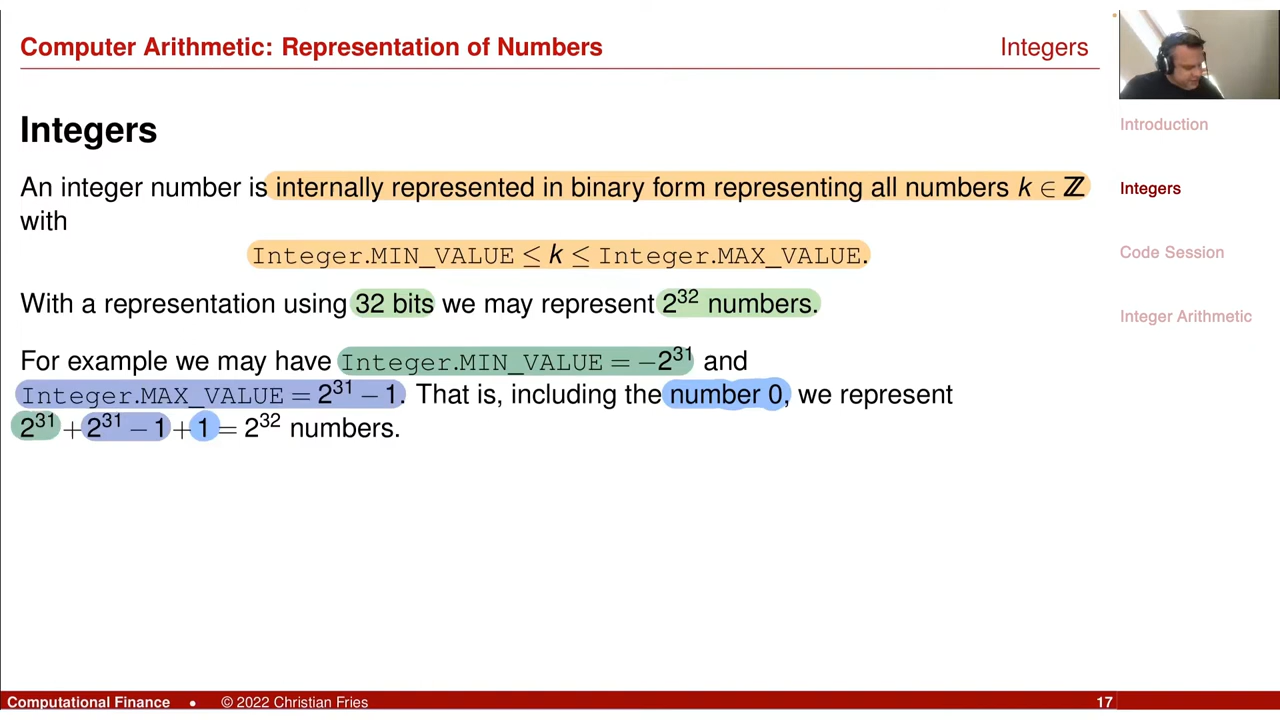 Computer Arithmetic: Representation of Numbers
Integers
Integers
An integer number is internally represented in binary form representing all numbers k ∈ ℤ
with
Integer.MIN_VALUE ≤ k ≤ Integer.MAX_VALUE.
With a representation using 32 bits we may represent 2³² numbers.
For example we may have Integer.MIN_VALUE = −2³¹ and
Integer.MAX_VALUE = 2³¹ − 1. That is, including the number 0, we represent
2³¹ + 2³¹ − 1 + 1 = 2³² numbers.
Introduction
Integers
Code Session
Integer Arithmetic
Computational Finance • © 2022 Christian Fries
17